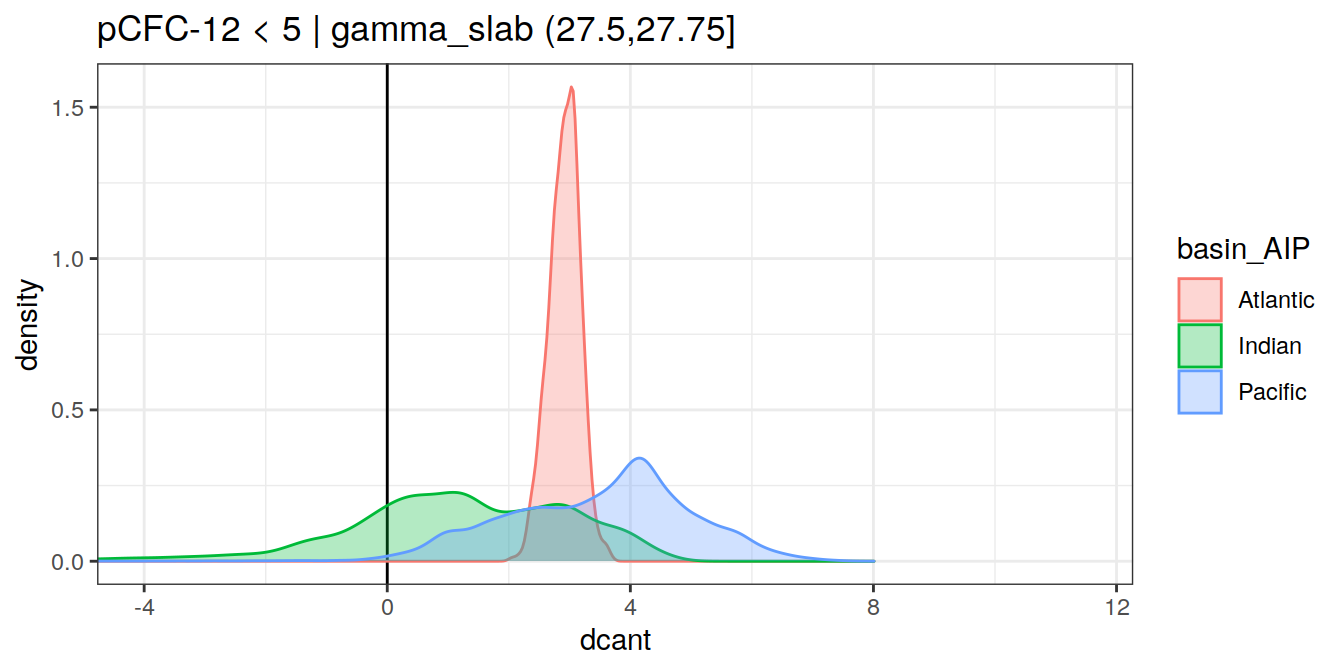 pCFC-12 < 5 | gamma_slab (27.5,27.75]
density
1.5
1.0
0.5
0.0
-4
0
4
8
12
dcant
basin_AIP
Atlantic
Indian
Pacific